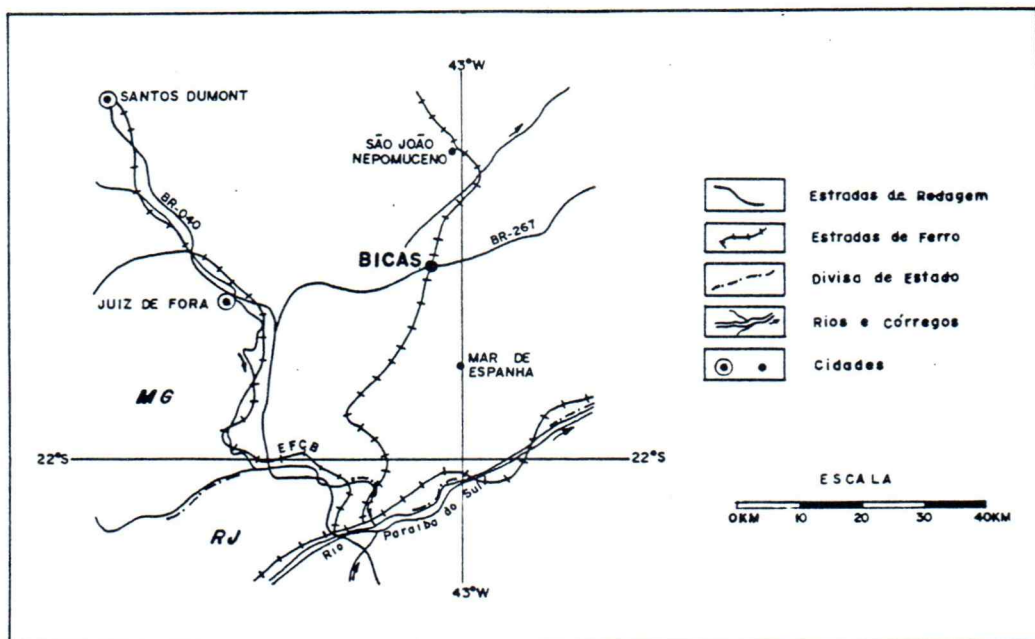 43°W
SANTOS DUMONT
SÃO JOÃO
NEPOMUCENO
BR-040
BR-267
BICAS
JUIZ DE FORA
MAR DE
ESPANHA
MG
EFCB
22°S
22°S
RJ
Rio
Paraíba do Sul
43°W
Estradas de Rodagem
Estradas de Ferro
Divisa de Estado
Rios e Córregos
Cidades
ESCALA
0KM 10 20 30 40KM